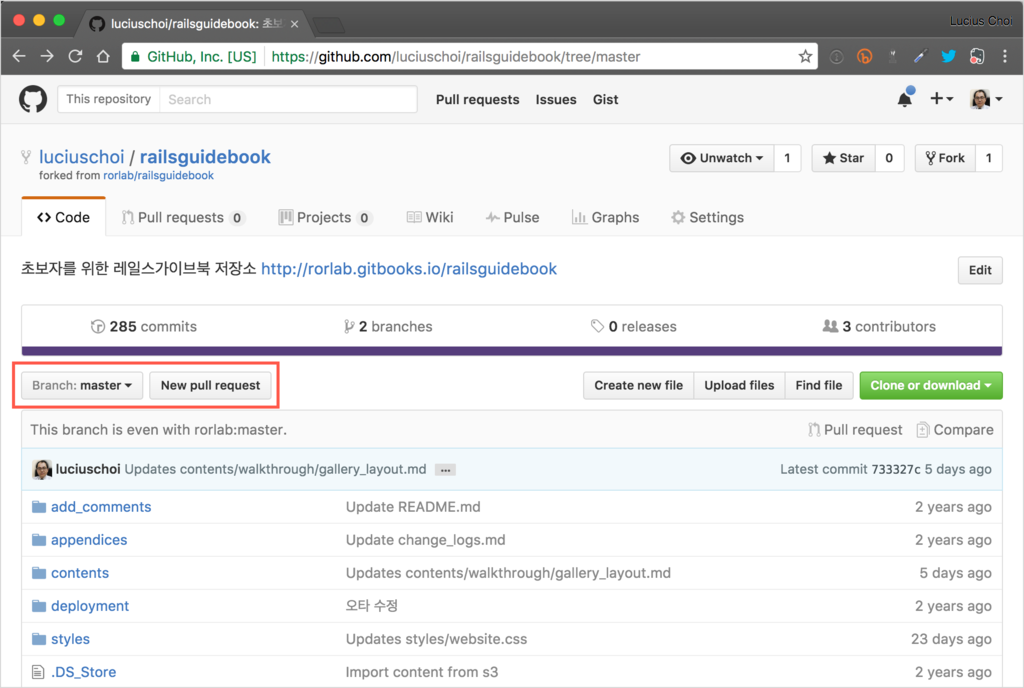 luciuschoi/railsguidebook: 초보
Lucius Choi
GitHub, Inc. [US] https://github.com/luciuschoi/railsguidebook/tree/master
This repository Search Pull requests Issues Gist
luciuschoi / railsguidebook
Unwatch 1 Star 0 Fork 1
forked from rorlab/railsguidebook
Code Pull requests 0 Projects 0 Wiki Pulse Graphs Settings
초보자를 위한 레일스가이브북 저장소 http://rorlab.gitbooks.io/railsguidebook Edit
285 commits 2 branches 0 releases 3 contributors
Branch: master New pull request Create new file Upload files Find file Clone or download
This branch is even with rorlab:master. Pull request Compare
luciuschoi Updates contents/walkthrough/gallery_layout.md … Latest commit 733327c 5 days ago
add_comments Update README.md 2 years ago
appendices Update change_logs.md 2 years ago
contents Updates contents/walkthrough/gallery_layout.md 5 days ago
deployment 오타 수정 2 years ago
styles Updates styles/website.css 23 days ago
.DS_Store Import content from s3 2 years ago